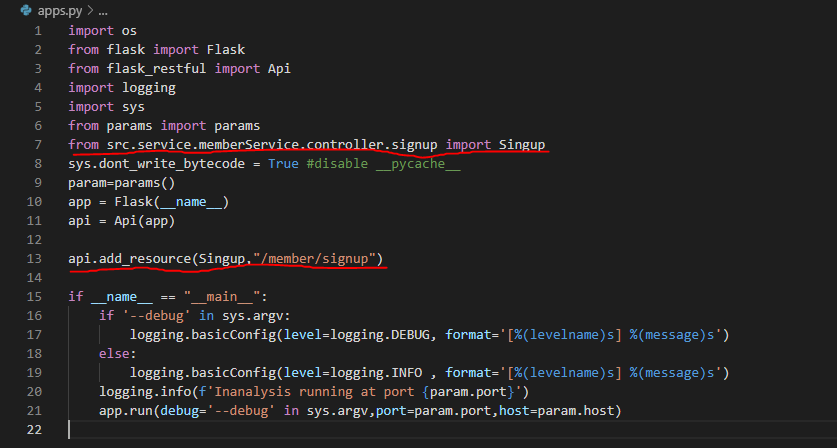 apps.py > ...
1 import os
2 from flask import Flask
3 from flask_restful import Api
4 import logging
5 import sys
6 from params import params
7 from src.service.memberService.controller.signup import Singup
8 sys.dont_write_bytecode = True #disable __pycache__
9 param=params()
10 app = Flask(__name__)
11 api = Api(app)
12
13 api.add_resource(Singup,"/member/signup")
14
15 if __name__ == "__main__":
16     if '--debug' in sys.argv:
17         logging.basicConfig(level=logging.DEBUG, format='[%(levelname)s] %(message)s')
18     else:
19         logging.basicConfig(level=logging.INFO , format='[%(levelname)s] %(message)s')
20     logging.info(f'Inanalysis running at port {param.port}')
21     app.run(debug='--debug' in sys.argv,port=param.port,host=param.host)
22